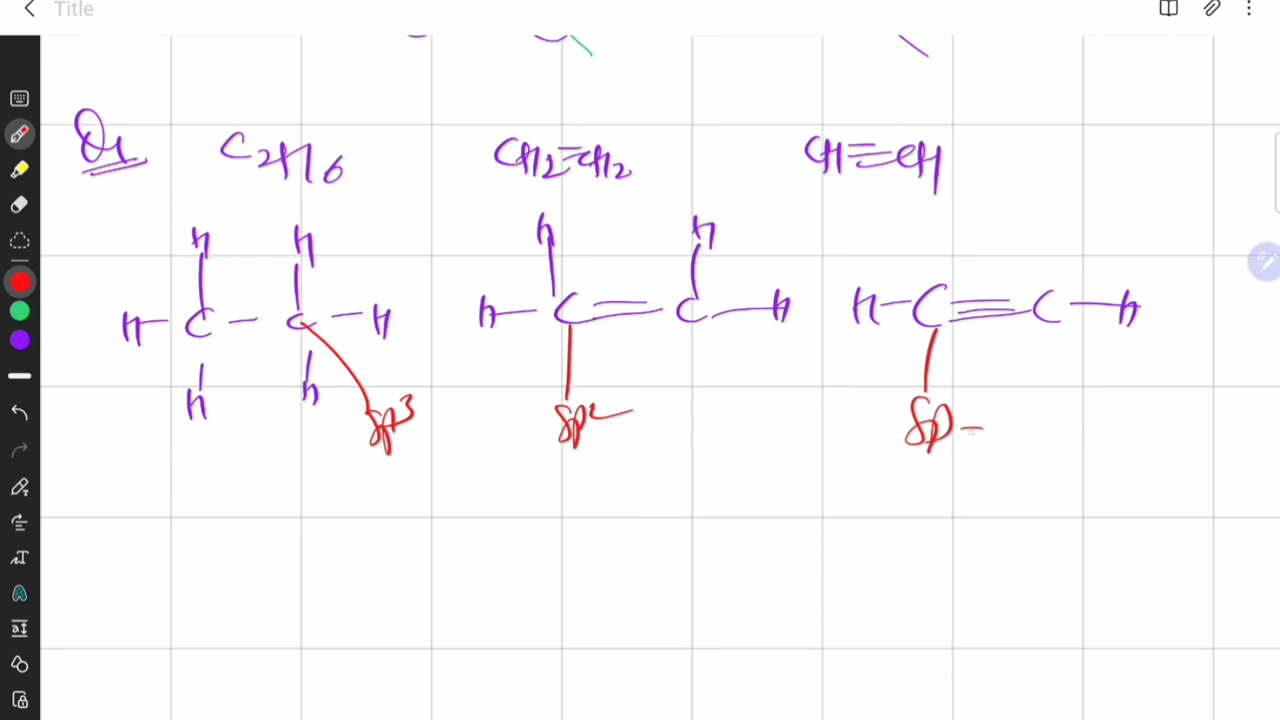 Title
Q1 C2H6 CH2=CH2 CH≡CH
H H H H
H-C-C-H H-C=C-H H-C≡C-H
H H
sp3 sp2 sp-